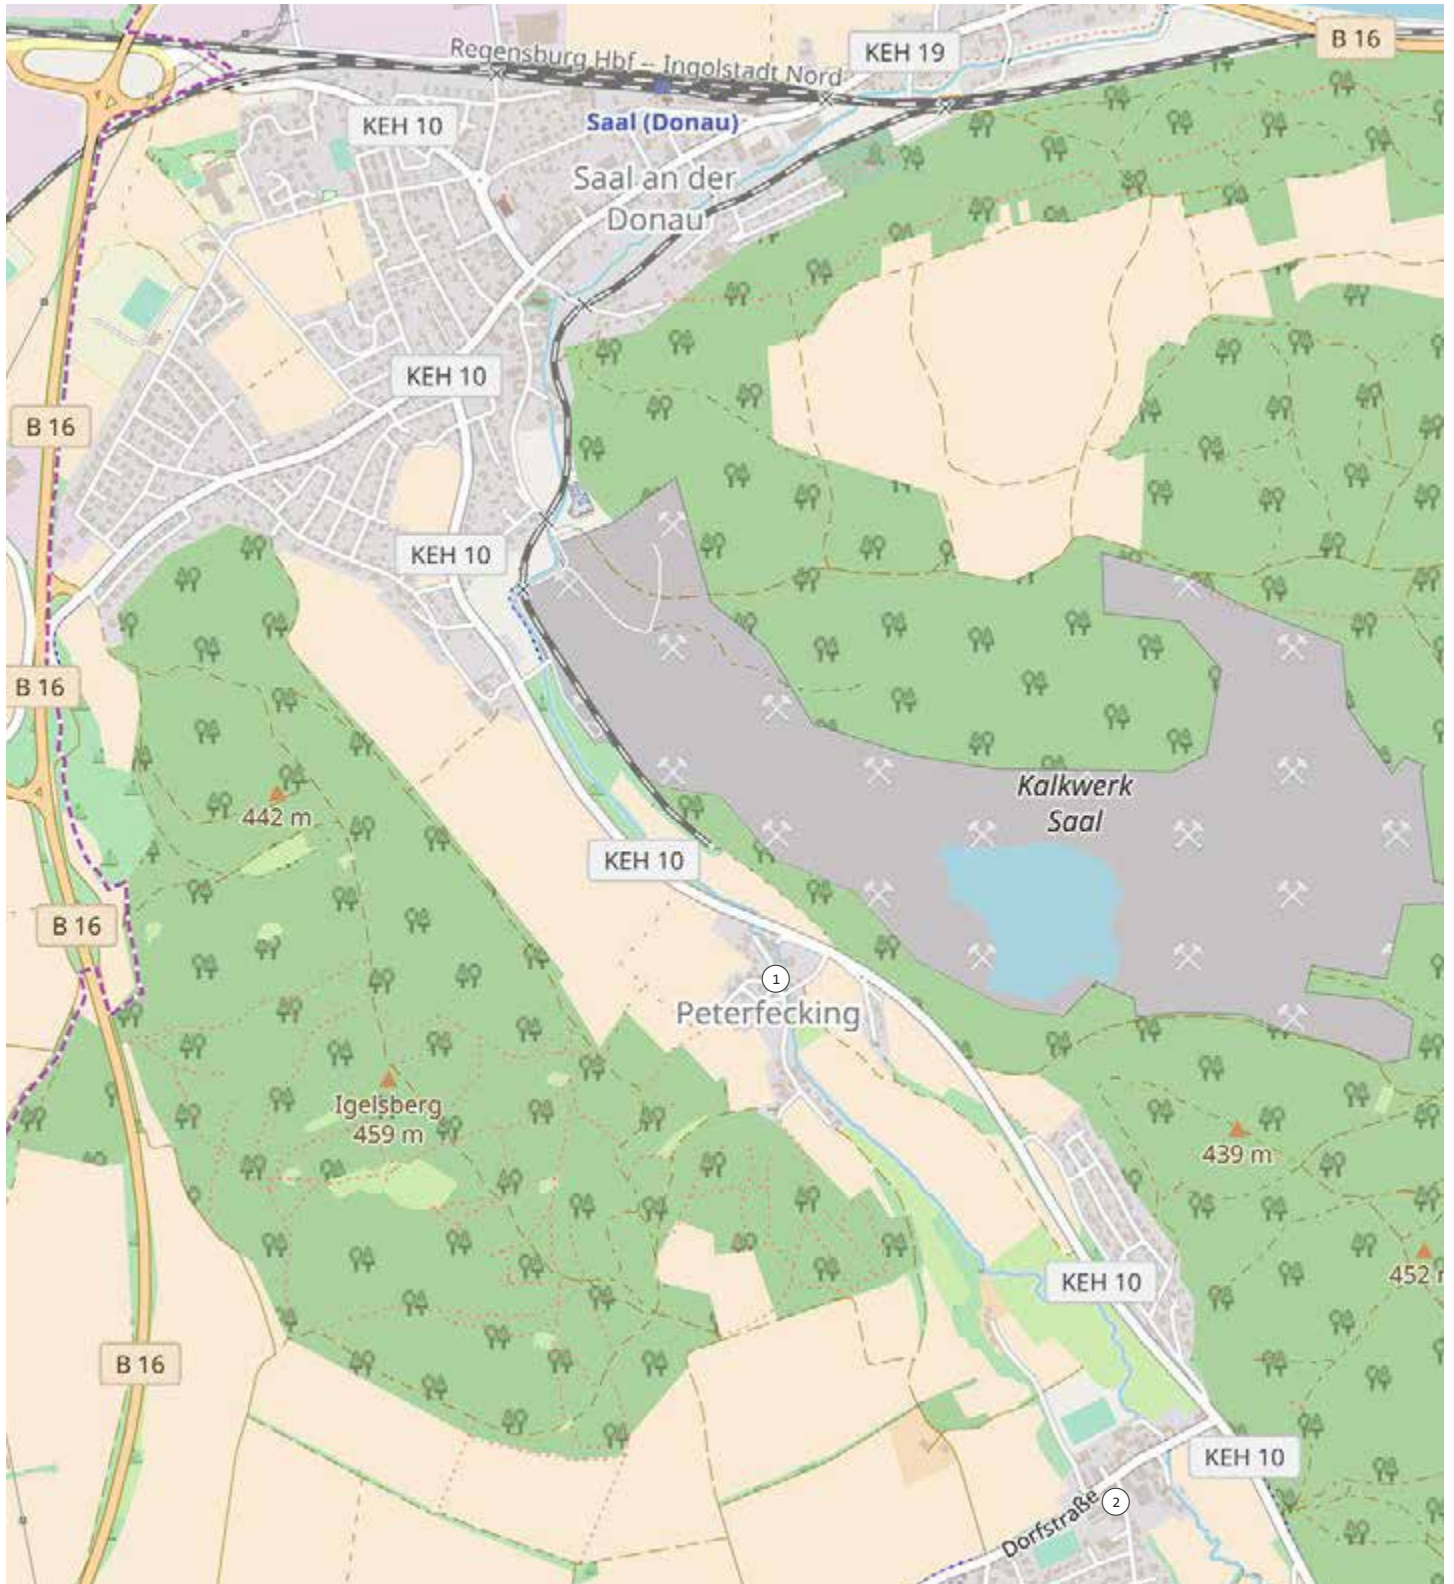 B 16
KEH 19
Regensburg Hbf – Ingolstadt Nord
KEH 10
Saal (Donau)
Saal an der
Donau
KEH 10
B 16
KEH 10
B 16
Kalkwerk
Saal
442 m
KEH 10
B 16
1
Peterfecking
Igelsberg
459 m
439 m
452
KEH 10
B 16
KEH 10
2
Dorfstraße